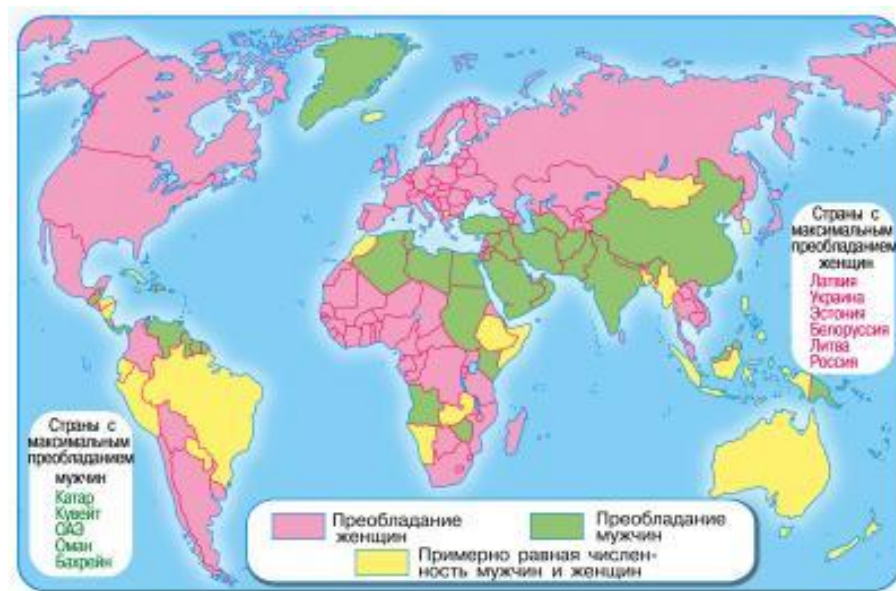 Страны с
максимальным
преобладанием
женщин
Латвия
Украина
Эстония
Белоруссия
Литва
Россия
Страны с
максимальным
преобладанием
мужчин
Катар
Кувейт
ОАЭ
Оман
Бахрейн
Преобладание
женщин
Преобладание
мужчин
Примерно равная числен-
ность мужчин и женщин